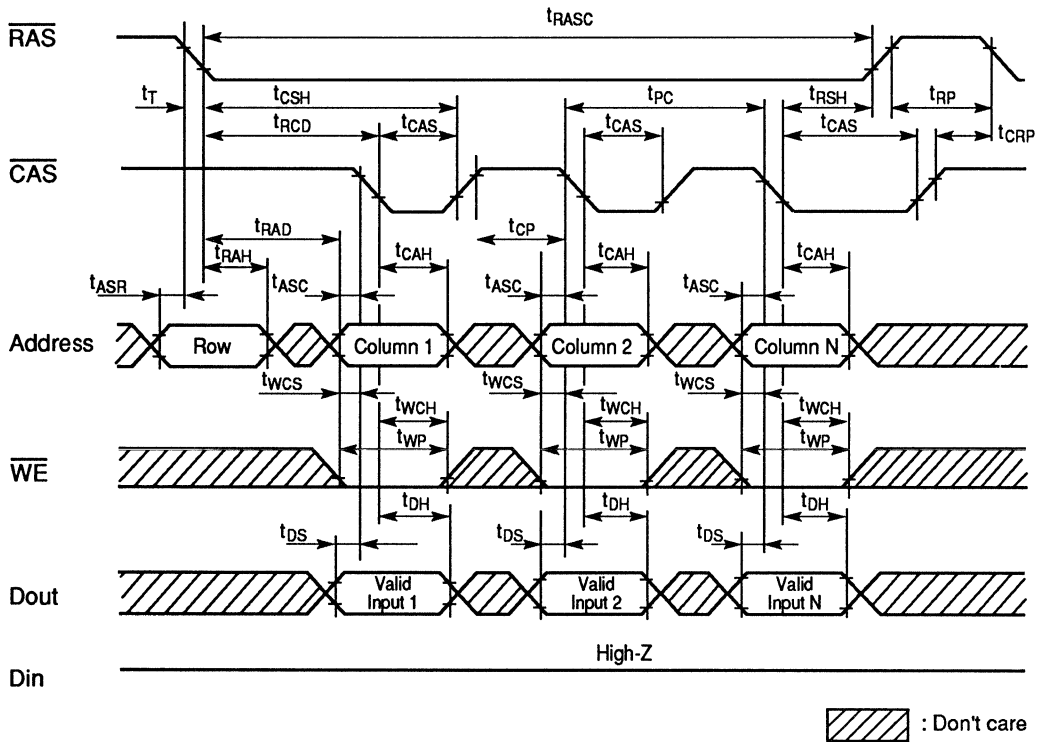 RAS
tRASC
tT
tCSH
tPC
tRSH
tRP
tRCD
tCAS
tCAS
tCAS
tCRP
CAS
tRAD
tCP
tRAH
tCAH
tCAH
tCAH
tASR
tASC
tASC
tASC
Address
Row
Column 1
Column 2
Column N
tWCS
tWCS
tWCS
tWCH
tWCH
tWCH
tWP
tWP
tWP
WE
tDH
tDH
tDH
tDS
tDS
tDS
Dout
Valid Input 1
Valid Input 2
Valid Input N
High-Z
Din
: Don't care